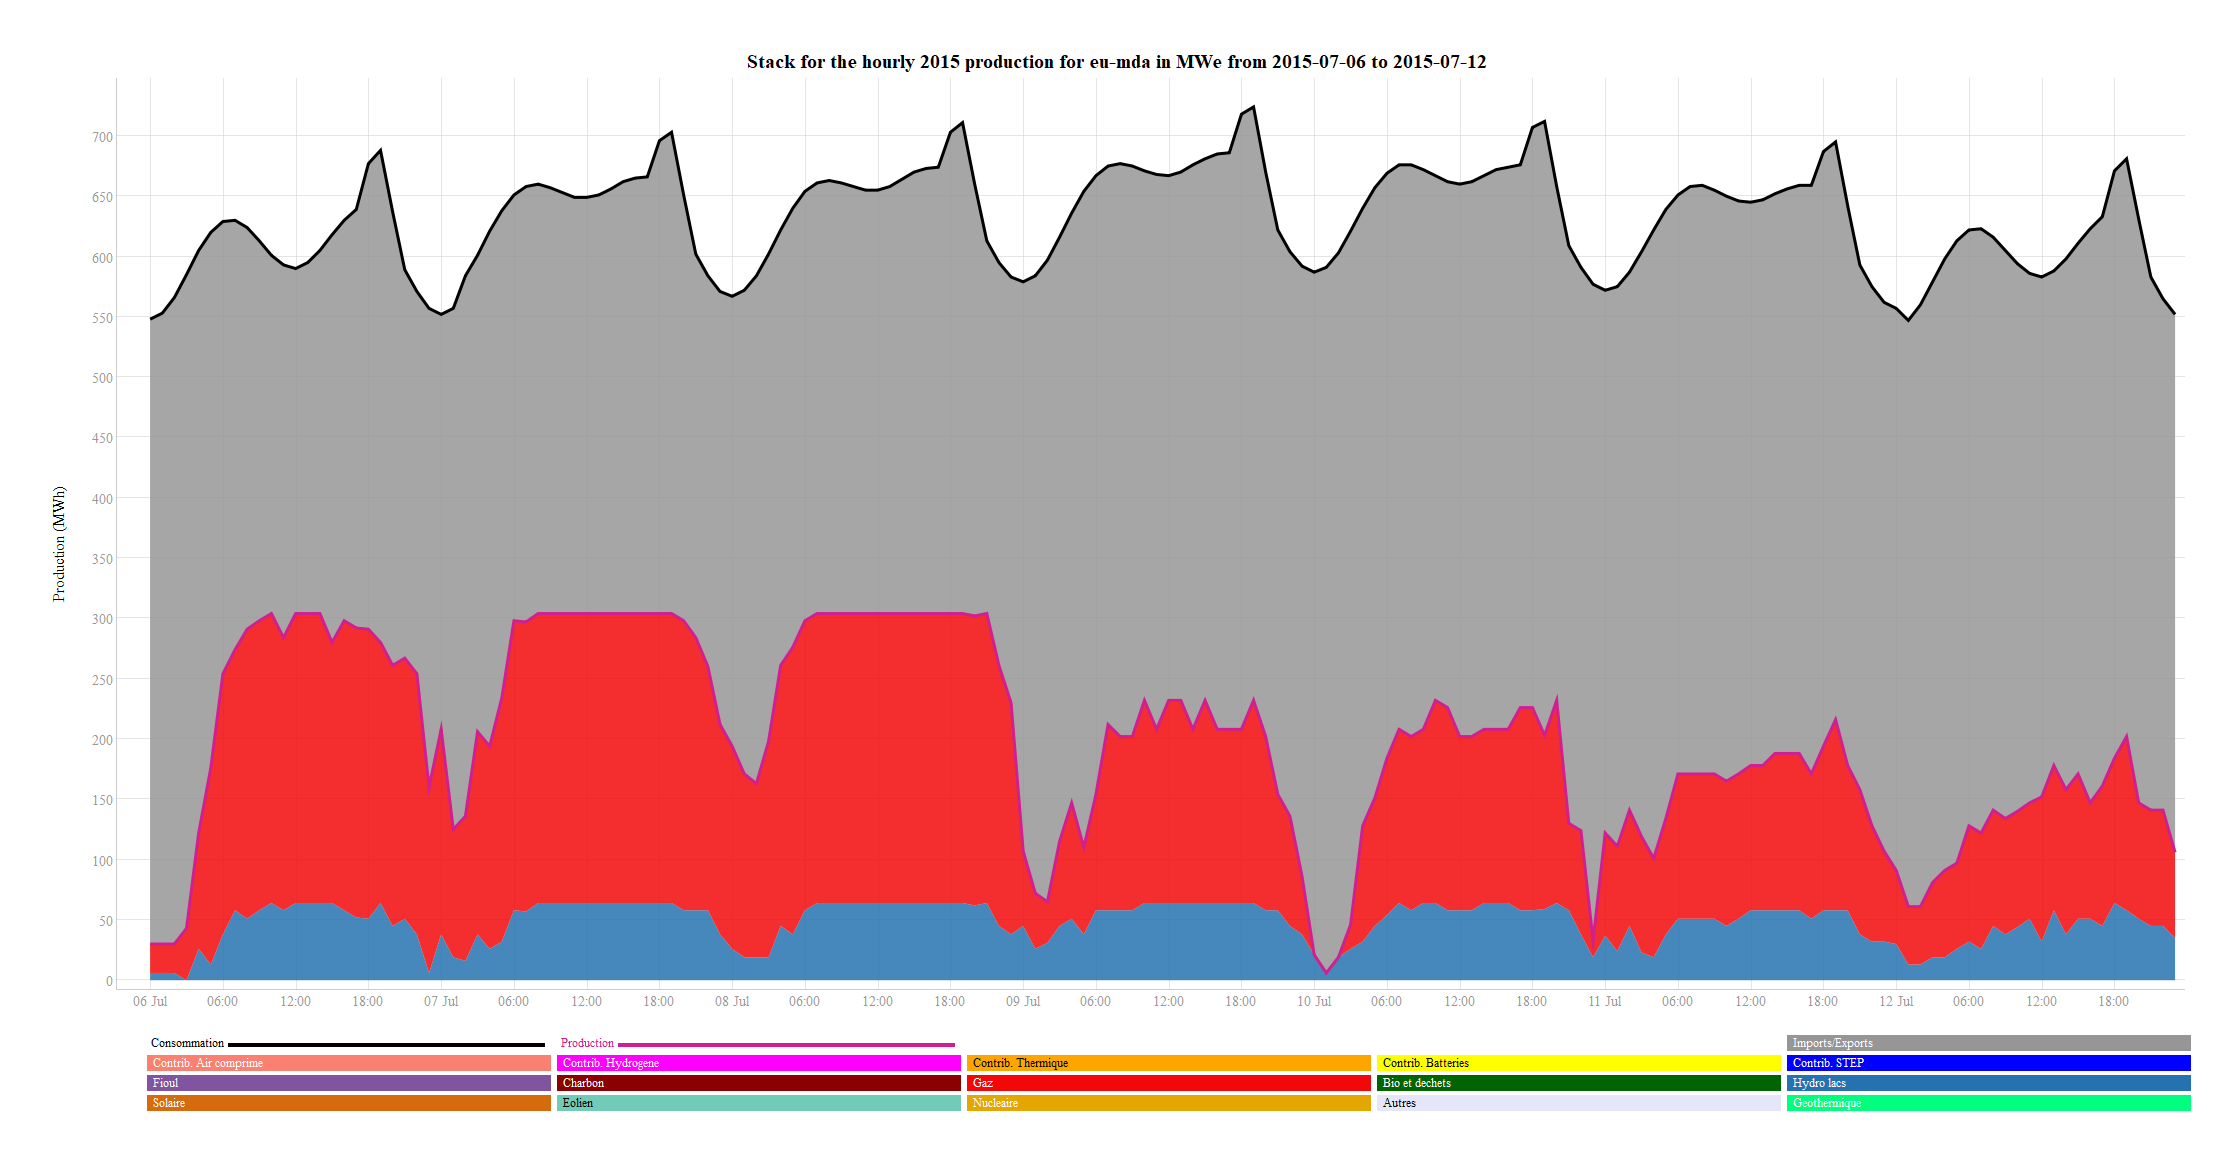 Stack for the hourly 2015 production for eu-mda in MWe from 2015-07-06 to 2015-07-12
Production (MWh)
700
650
600
550
500
450
400
350
300
250
200
150
100
50
0
06 Jul 06:00 12:00 18:00 07 Jul 06:00 12:00 18:00 08 Jul 06:00 12:00 18:00 09 Jul 06:00 12:00 18:00 10 Jul 06:00 12:00 18:00 11 Jul 06:00 12:00 18:00 12 Jul 06:00 12:00 18:00
Consommation Production Imports/Exports
Contrib. Air comprime Contrib. Hydrogene Contrib. Thermique Contrib. Batteries Contrib. STEP
Fioul Charbon Gaz Bio et dechets Hydro lacs
Solaire Eolien Nucleaire Autres Geothermique